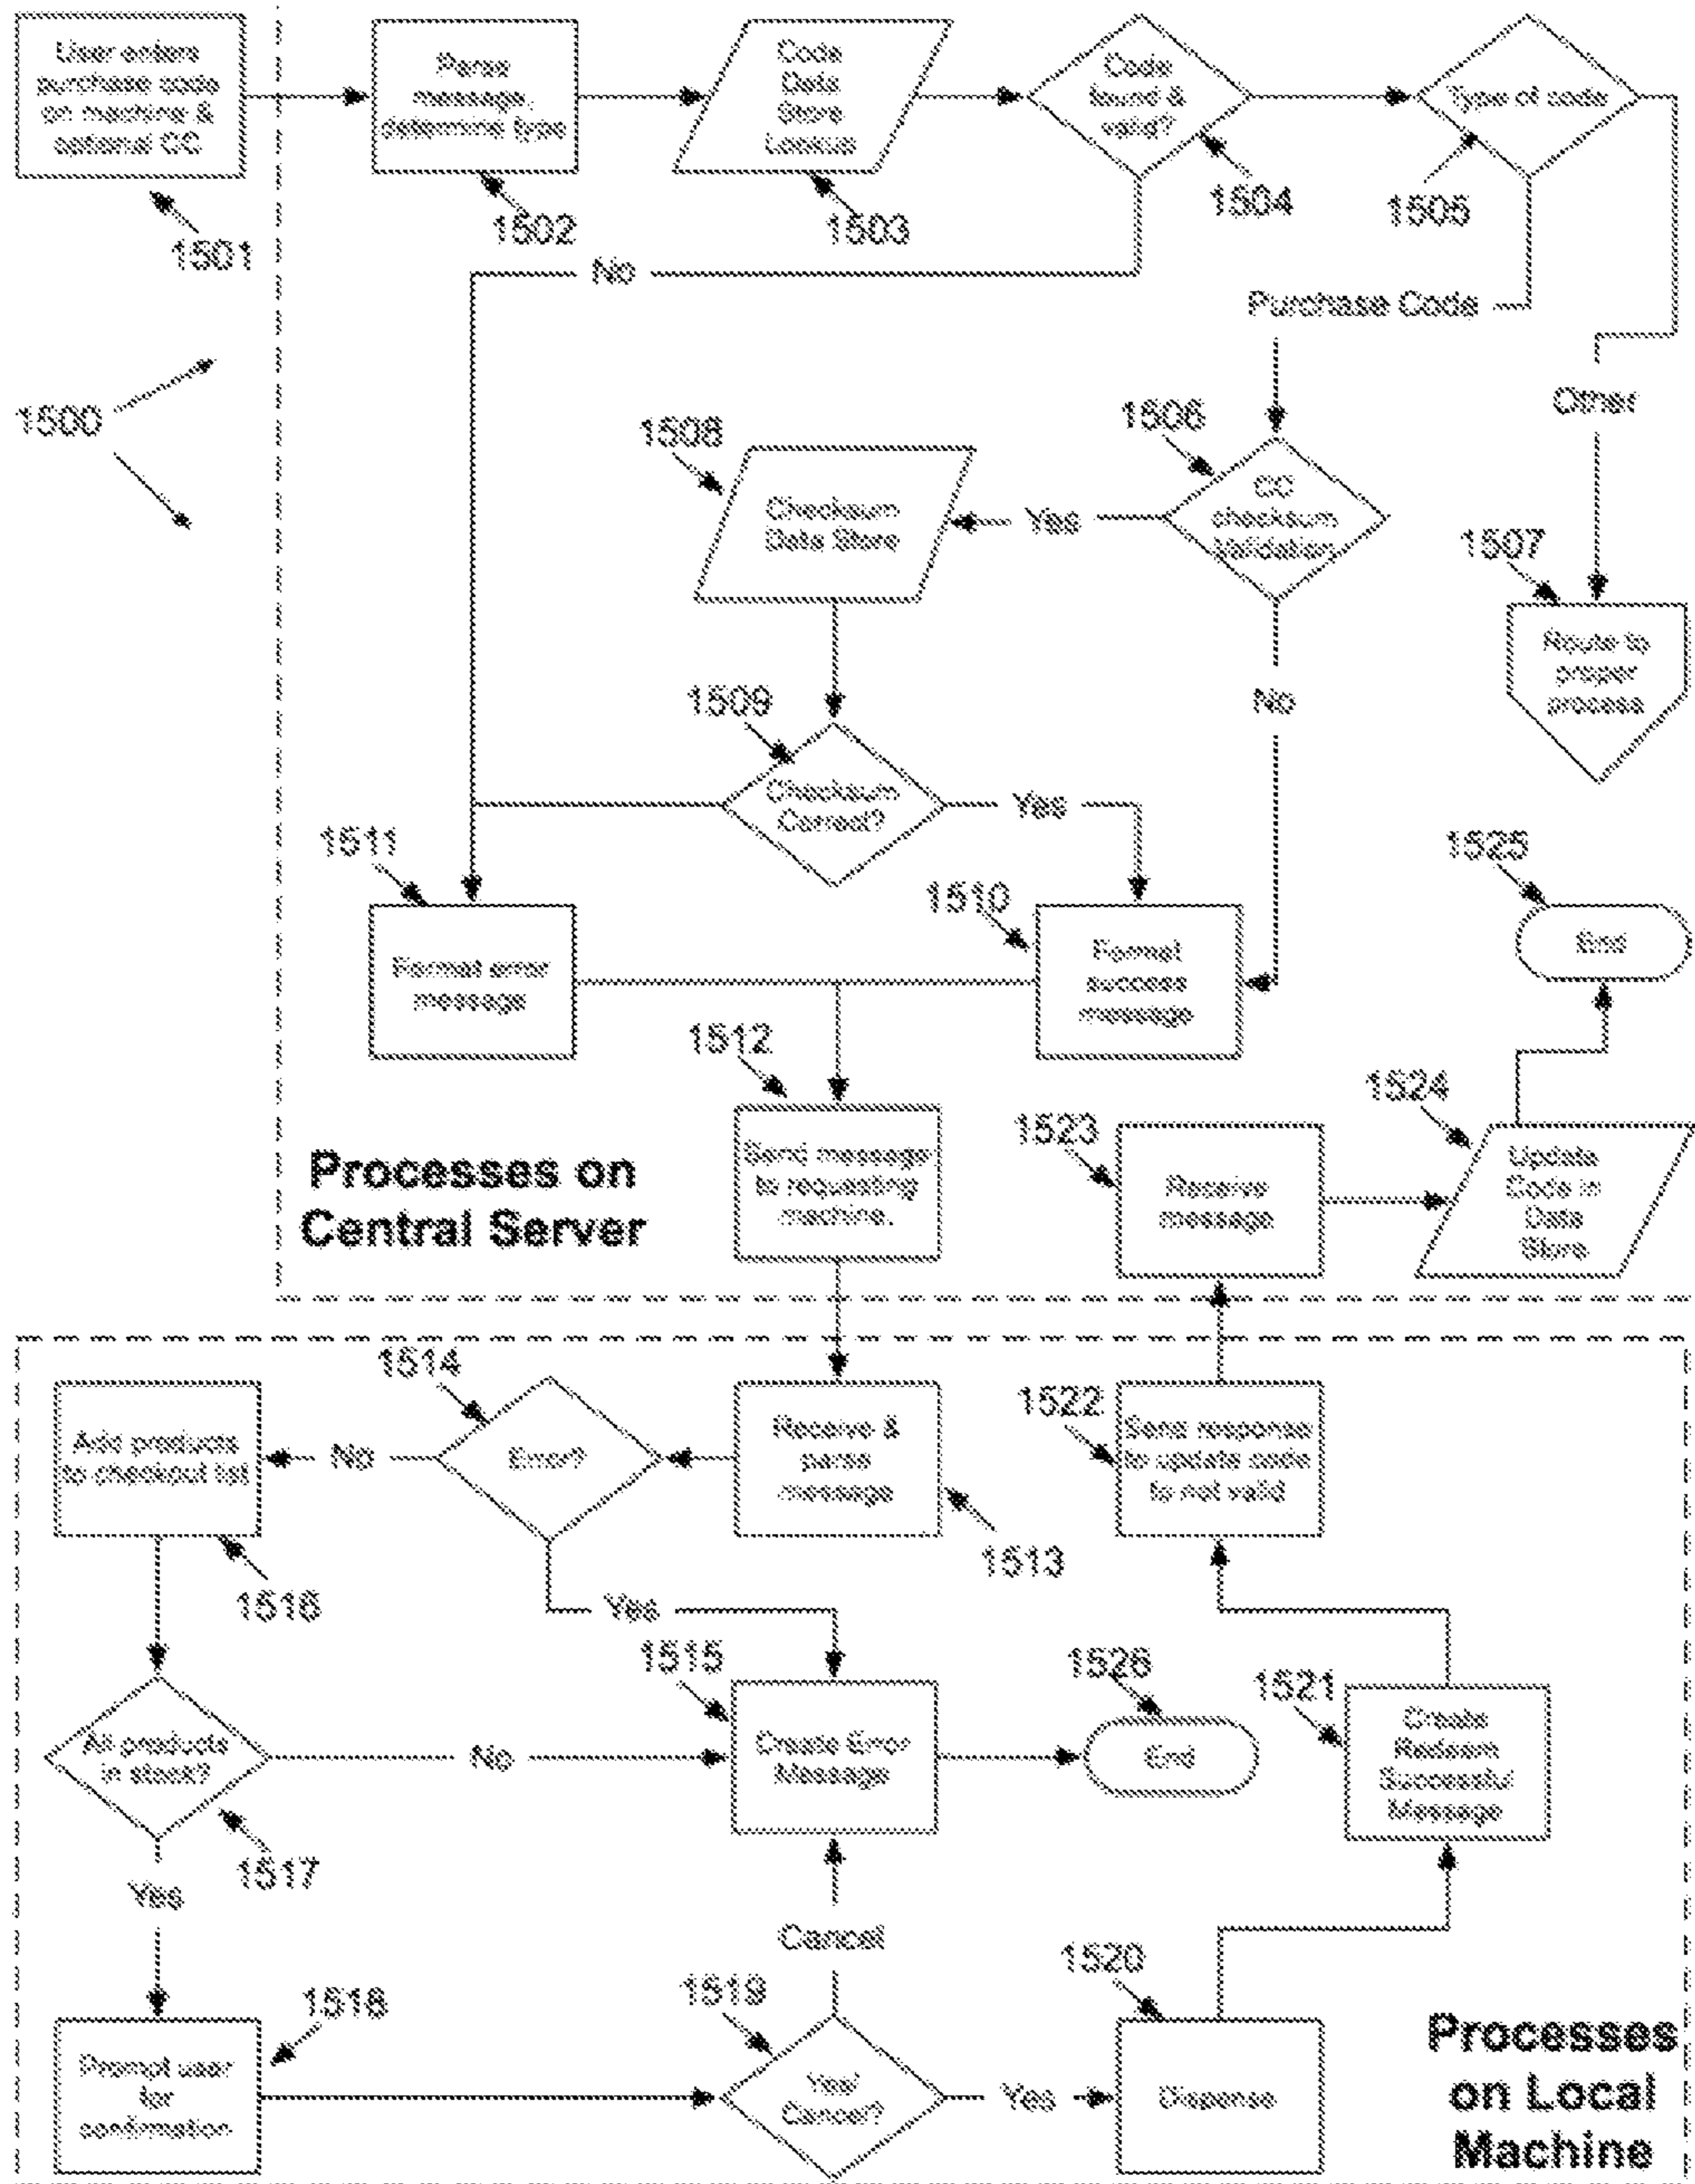 User enters
purchase code
on machine &
optional CC
1501
Parse
message,
determine type
1502
Code
Data
Store
Lookup
1503
Code
found &
valid?
1504
Type of code
1505
No
Purchase Code
Other
1500
1508
Checksum
Data Store
Yes
1506
CC
checksum
validation
1507
Route to
proper
process
No
1509
Checksum
Correct?
Yes
1511
Format error
message
1510
Format
success
message
1525
End
1512
Send message
to requesting
machine.
1523
Receive
message
1524
Update
Code in
Data
Store
Processes on
Central Server
1514
Add products
to checkout list
No
Error?
Receive &
parse
message
1513
1522
Send response
to update code
to not valid
1516
Yes
1515
Create Error
Message
1526
End
1521
Create
Redeem
Successful
Message
All products
in stock?
No
1517
Yes
Cancel
1518
Prompt user
for
confirmation
1519
Yes/
Cancel?
Yes
1520
Dispense
Processes
on Local
Machine